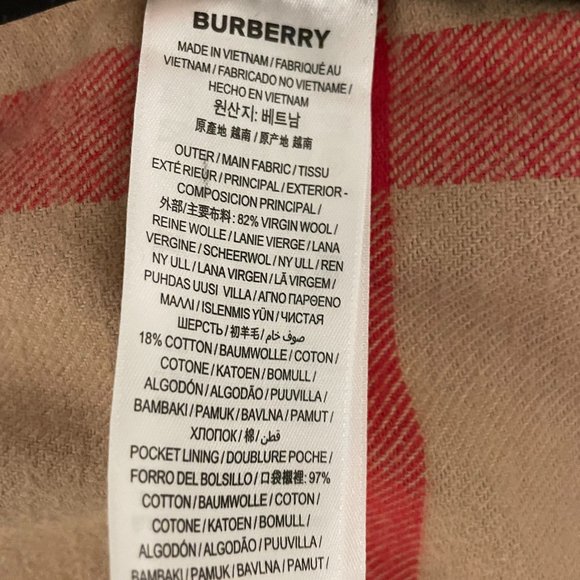 BURBERRY
MADE IN VIETNAM / FABRIQUÉ AU
VIETNAM / FABRICADO NO VIETNAME /
HECHO EN VIETNAM
원산지: 베트남
原產地 越南 / 原产地 越南
OUTER / MAIN FABRIC / TISSU
EXTÉRIEUR / PRINCIPAL / EXTERIOR -
COMPOSICION PRINCIPAL /
外部/主要布料: 82% VIRGIN WOOL /
REINE WOLLE / LANIE VIERGE / LANA
VERGINE / SCHEERWOL / NY ULL / REN
NY ULL / LANA VIRGEN / LÃ VIRGEM /
PUHDAS UUSI VILLA / ΑΓΝΟ ΠΑΡΘΕΝΟ
ΜΑΛΛΙ / ISLENMIS YÜN / ЧИСТАЯ
ШЕРСТЬ / 初羊毛 / صوف خام /
18% COTTON / BAUMWOLLE / COTON /
COTONE / KATOEN / BOMULL /
ALGODÓN / ALGODÃO / PUUVILLA /
BAMBAKI / PAMUK / BAVLNA / PAMUT /
ХЛОПОК / 棉 / قطن /
POCKET LINING / DOUBLURE POCHE /
FORRO DEL BOLSILLO / 口袋襯裡: 97%
COTTON / BAUMWOLLE / COTON /
COTONE / KATOEN / BOMULL /
ALGODÓN / ALGODÃO / PUUVILLA /
BAMBAKI / PAMUK / BAVLNA / PAMUT /